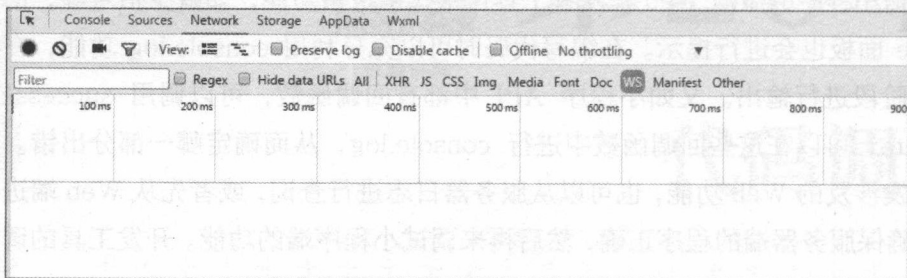 Console Sources Network Storage AppData Wxml
View: Preserve log Disable cache Offline No throttling
Filter Regex Hide data URLs All XHR JS CSS Img Media Font Doc WS Manifest Other
100 ms 200 ms 300 ms 400 ms 500 ms 600 ms 700 ms 800 ms 900